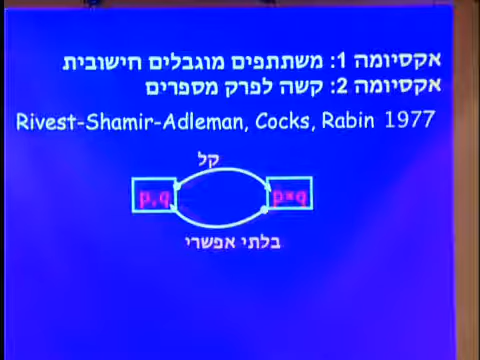 אקסיומה 1: משתתפים מוגבלים חישובית
אקסיומה 2: קשה לפרק מספרים
Rivest-Shamir-Adleman, Cocks, Rabin 1977
קל
p,q
p×q
בלתי אפשרי